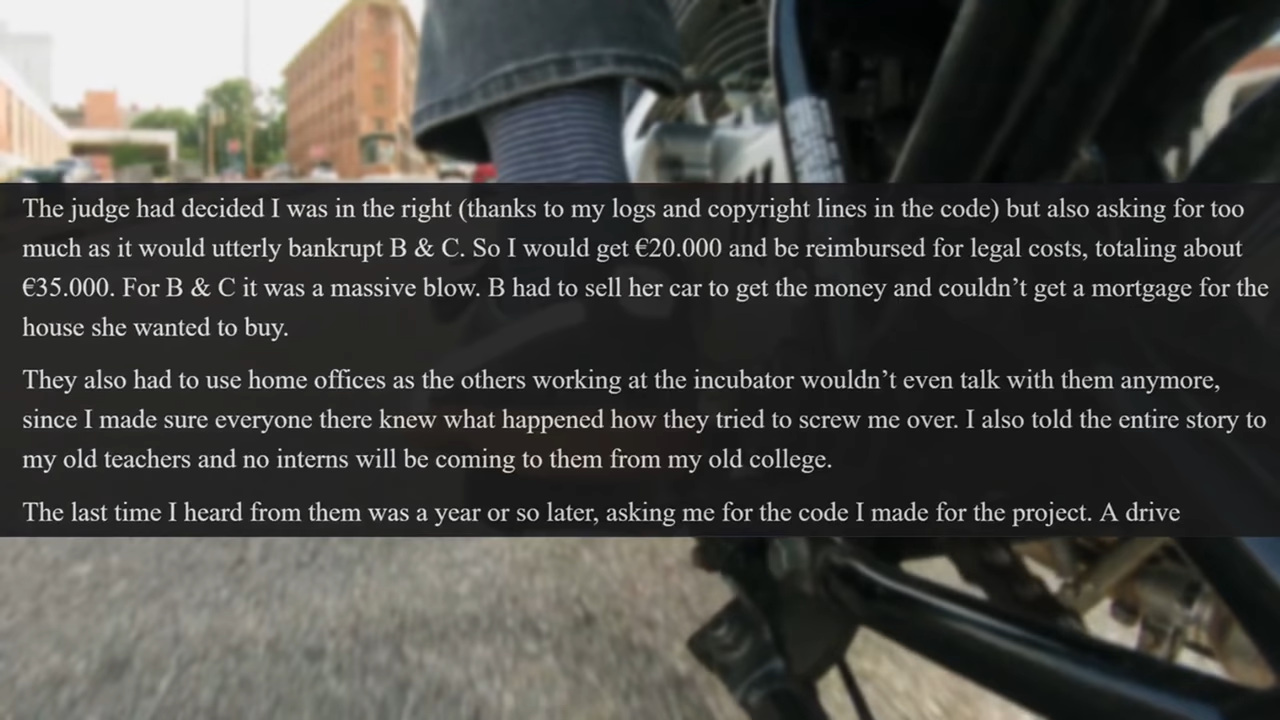 The judge had decided I was in the right (thanks to my logs and copyright lines in the code) but also asking for too
much as it would utterly bankrupt B & C. So I would get €20.000 and be reimbursed for legal costs, totaling about
€35.000. For B & C it was a massive blow. B had to sell her car to get the money and couldn’t get a mortgage for the
house she wanted to buy.
They also had to use home offices as the others working at the incubator wouldn’t even talk with them anymore,
since I made sure everyone there knew what happened how they tried to screw me over. I also told the entire story to
my old teachers and no interns will be coming to them from my old college.
The last time I heard from them was a year or so later, asking me for the code I made for the project. A drive